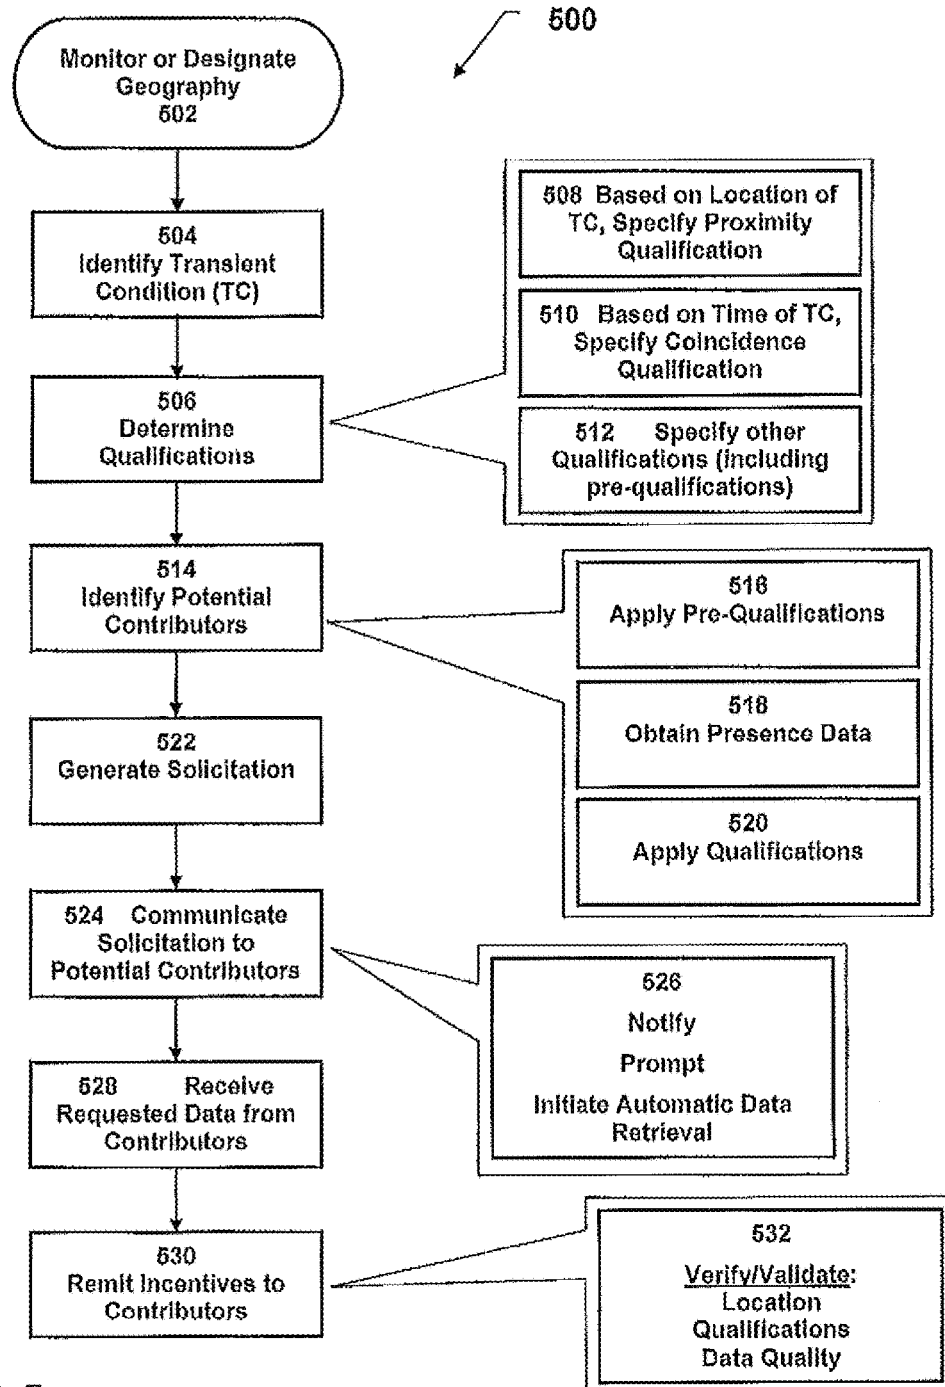 500
Monitor or Designate
Geography
502
504
Identify Transient
Condition (TC)
506
Determine
Qualifications
508 Based on Location of
TC, Specify Proximity
Qualification
510 Based on Time of TC,
Specify Coincidence
Qualification
512 Specify other
Qualifications (including
pre-qualifications)
514
Identify Potential
Contributors
516
Apply Pre-Qualifications
518
Obtain Presence Data
520
Apply Qualifications
522
Generate Solicitation
524 Communicate
Solicitation to
Potential Contributors
526
Notify
Prompt
Initiate Automatic Data
Retrieval
528 Receive
Requested Data from
Contributors
530
Remit Incentives to
Contributors
532
Verify/Validate:
Location
Qualifications
Data Quality